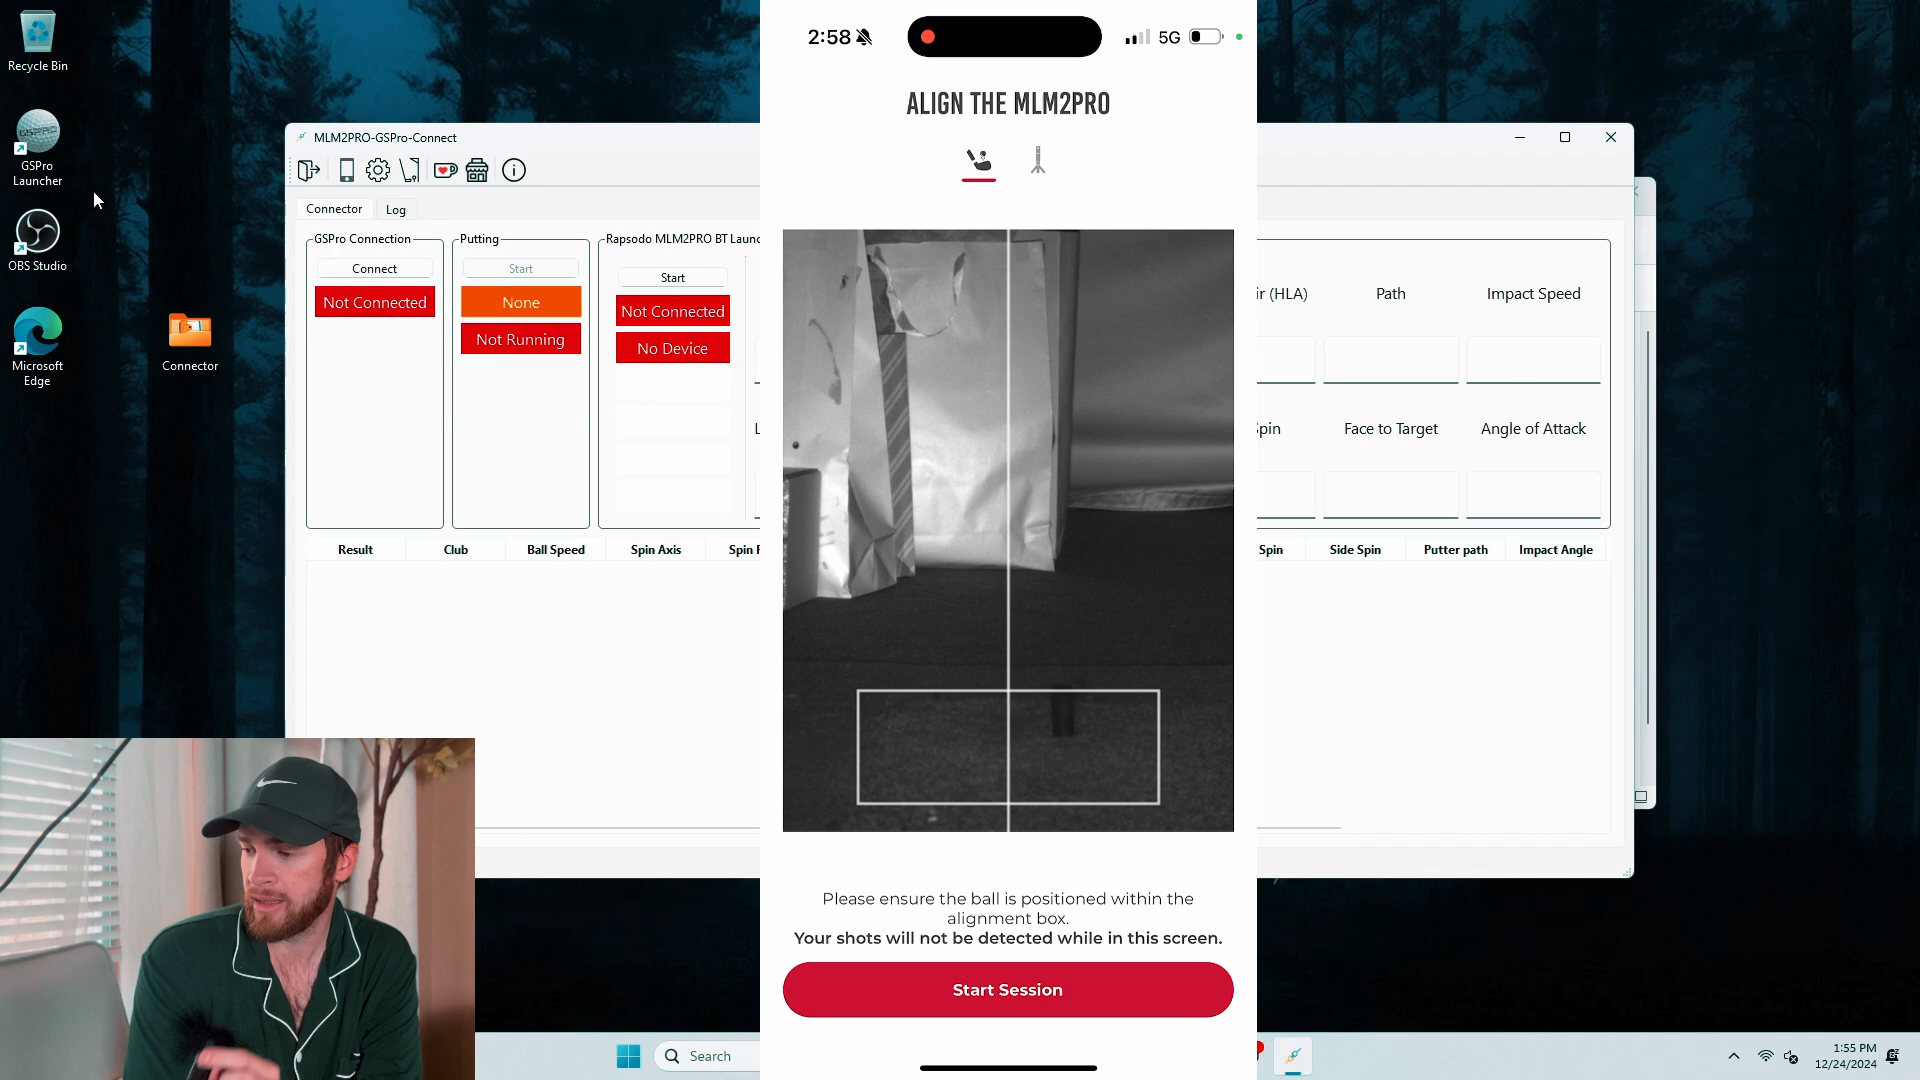 Recycle Bin
GSPRO
GSPro
Launcher
OBS Studio
Microsoft
Edge
Connector
MLM2PRO-GSPro-Connect
Connector
Log
GSPro Connection
Connect
Not Connected
Putting
Start
None
Not Running
Rapsodo MLM2PRO BT Launc
Start
Not Connected
No Device
L
Result
Club
Ball Speed
Spin Axis
Spin
2:58
5G
ALIGN THE MLM2PRO
Please ensure the ball is positioned within the
alignment box.
Your shots will not be detected while in this screen.
Start Session
ir (HLA)
Path
Impact Speed
pin
Face to Target
Angle of Attack
Spin
Side Spin
Putter path
Impact Angle
Search
1:55 PM
12/24/2024